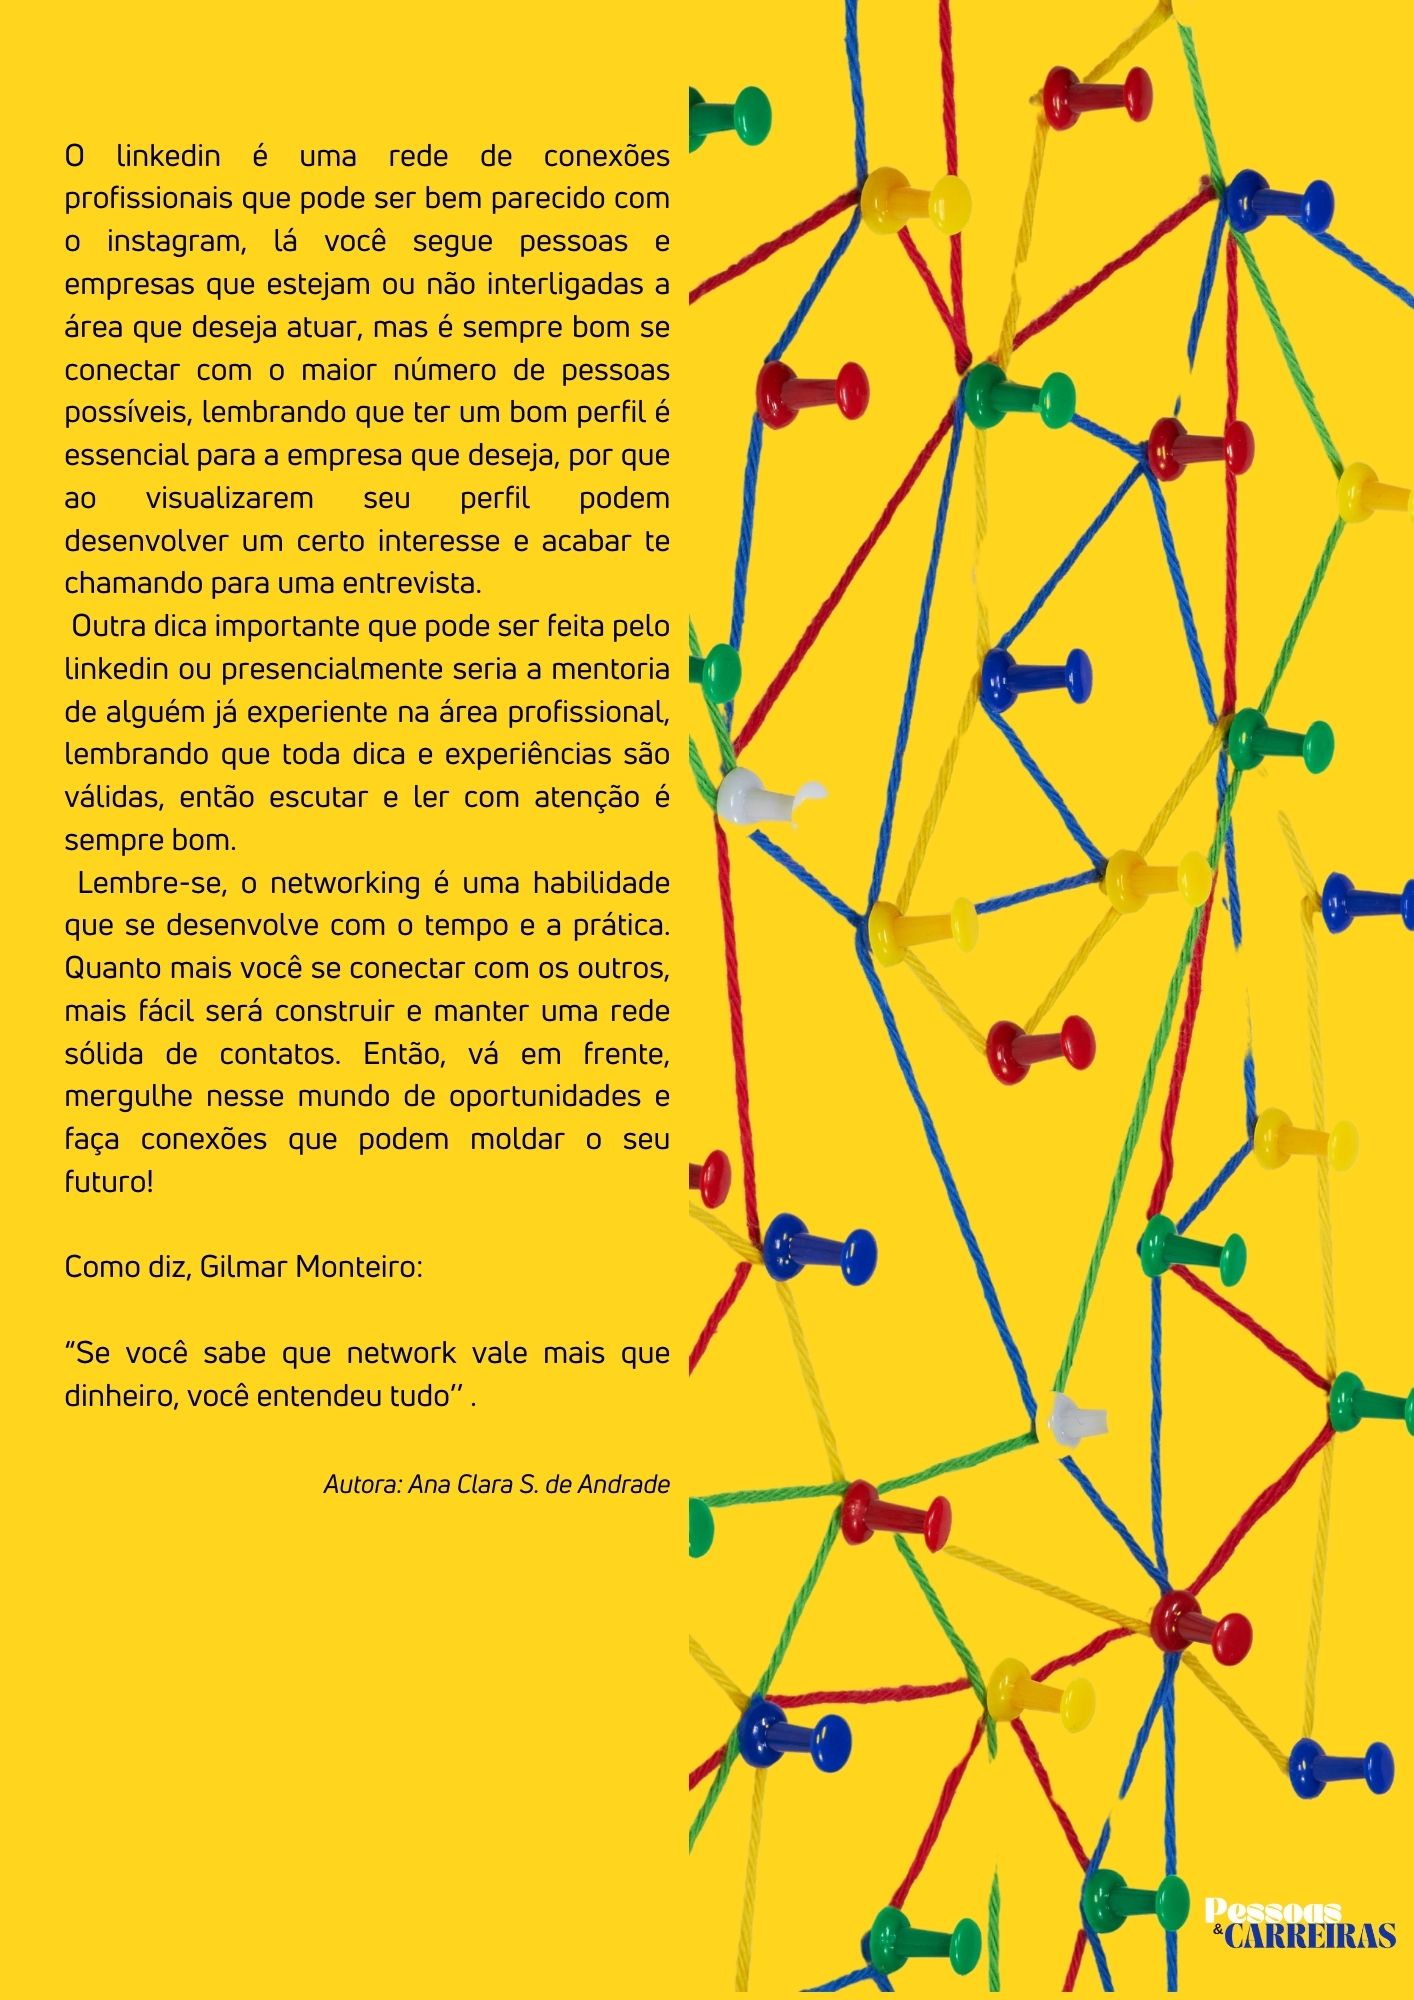 O linkedin é uma rede de conexões
profissionais que pode ser bem parecido com
o instagram, lá você segue pessoas e
empresas que estejam ou não interligadas a
área que deseja atuar, mas é sempre bom se
conectar com o maior número de pessoas
possíveis, lembrando que ter um bom perfil é
essencial para a empresa que deseja, por que
ao visualizarem seu perfil podem
desenvolver um certo interesse e acabar te
chamando para uma entrevista.
Outra dica importante que pode ser feita pelo
linkedin ou presencialmente seria a mentoria
de alguém já experiente na área profissional,
lembrando que toda dica e experiências são
válidas, então escutar e ler com atenção é
sempre bom.
Lembre-se, o networking é uma habilidade
que se desenvolve com o tempo e a prática.
Quanto mais você se conectar com os outros,
mais fácil será construir e manter uma rede
sólida de contatos. Então, vá em frente,
mergulhe nesse mundo de oportunidades e
faça conexões que podem moldar o seu
futuro!
Como diz, Gilmar Monteiro:
“Se você sabe que network vale mais que
dinheiro, você entendeu tudo’’ .
Autora: Ana Clara S. de Andrade
Pessoas
&CARREIRAS